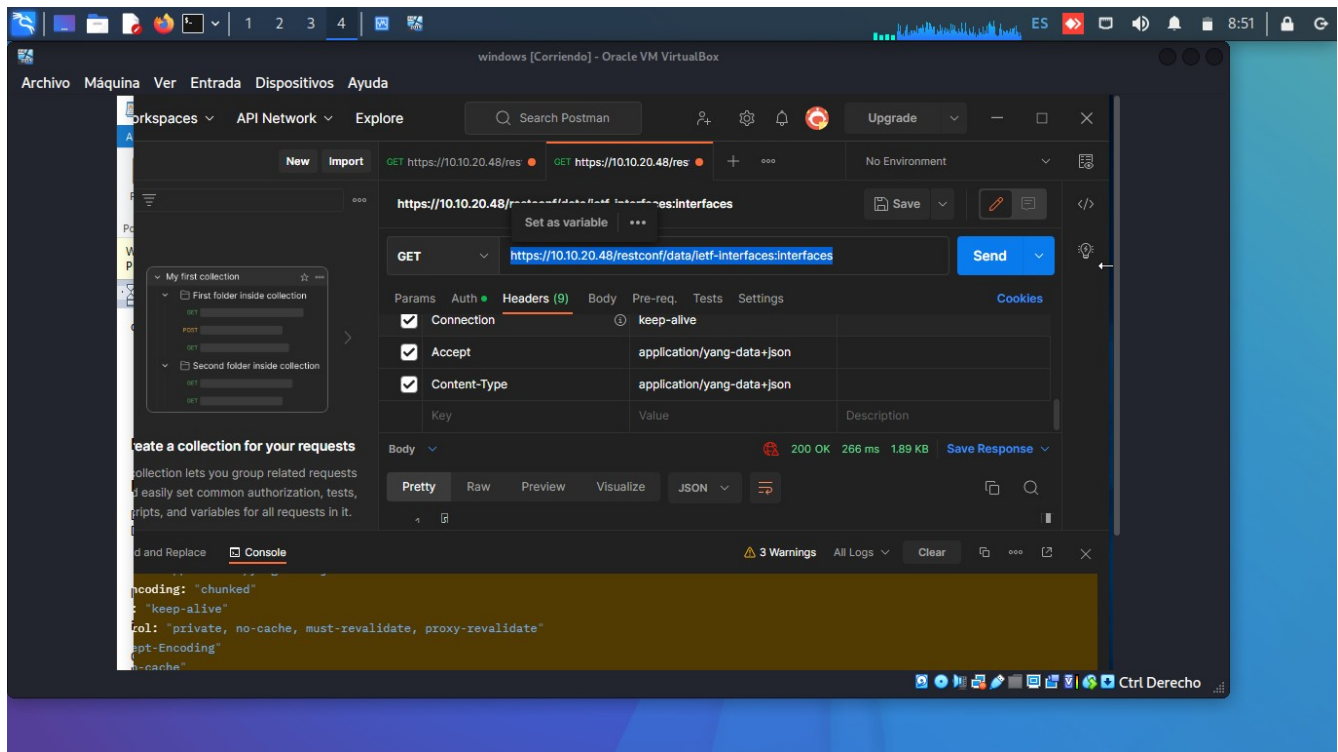 1 2 3 4 ES 8:51
windows [Corriendo] - Oracle VM VirtualBox
Archivo Máquina Ver Entrada Dispositivos Ayuda
orkspaces API Network Explore Search Postman Upgrade
New Import GET https://10.10.20.48/res GET https://10.10.20.48/res No Environment
https://10.10.20.48/restconf/data/ietf-interfaces:interfaces Save
Set as variable
GET https://10.10.20.48/restconf/data/ietf-interfaces:interfaces Send
My first collection
First folder inside collection
GET
POST
GET
Second folder inside collection
GET
GET
Params Auth Headers (9) Body Pre-req. Tests Settings Cookies
Connection keep-alive
Accept application/yang-data+json
Content-Type application/yang-data+json
Key Value Description
eate a collection for your requests
ollection lets you group related requests
d easily set common authorization, tests,
ripts, and variables for all requests in it.
Body 200 OK 266 ms 1.89 KB Save Response
Pretty Raw Preview Visualize JSON
d and Replace Console 3 Warnings All Logs Clear
ncoding: "chunked"
: "keep-alive"
rol: "private, no-cache, must-revalidate, proxy-revalidate"
ept-Encoding"
o-cache"
Ctrl Derecho